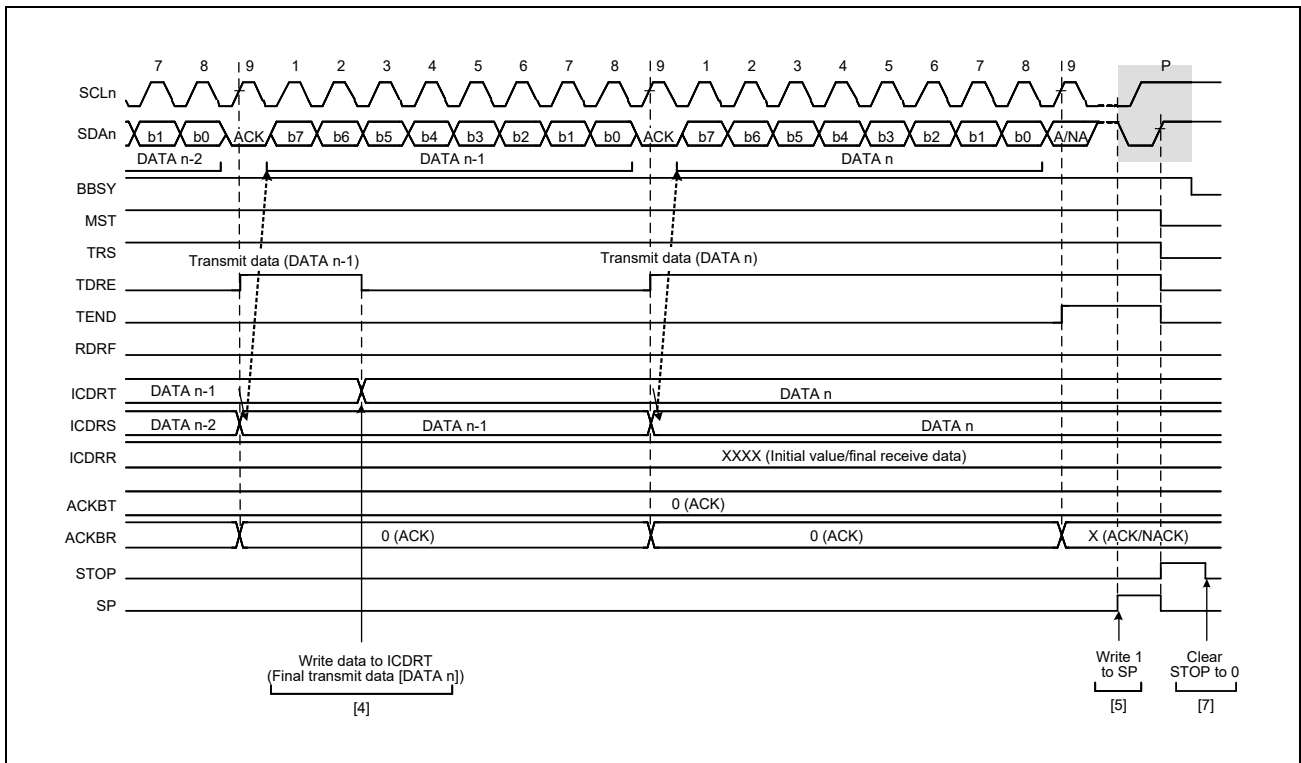 7 8 9 1 2 3 4 5 6 7 8 9 1 2 3 4 5 6 7 8 9 P
SCLn
SDAn b1 b0 ACK b7 b6 b5 b4 b3 b2 b1 b0 ACK b7 b6 b5 b4 b3 b2 b1 b0 A/NA
DATA n-2 DATA n-1 DATA n
BBSY
MST
TRS
Transmit data (DATA n-1) Transmit data (DATA n)
TDRE
TEND
RDRF
ICDRT DATA n-1 DATA n
ICDRS DATA n-2 DATA n-1 DATA n
ICDRR XXXX (Initial value/final receive data)
ACKBT 0 (ACK)
ACKBR 0 (ACK) 0 (ACK) X (ACK/NACK)
STOP
SP
Write data to ICDRT
(Final transmit data [DATA n])
[4]
Write 1
to SP
[5]
Clear
STOP to 0
[7]